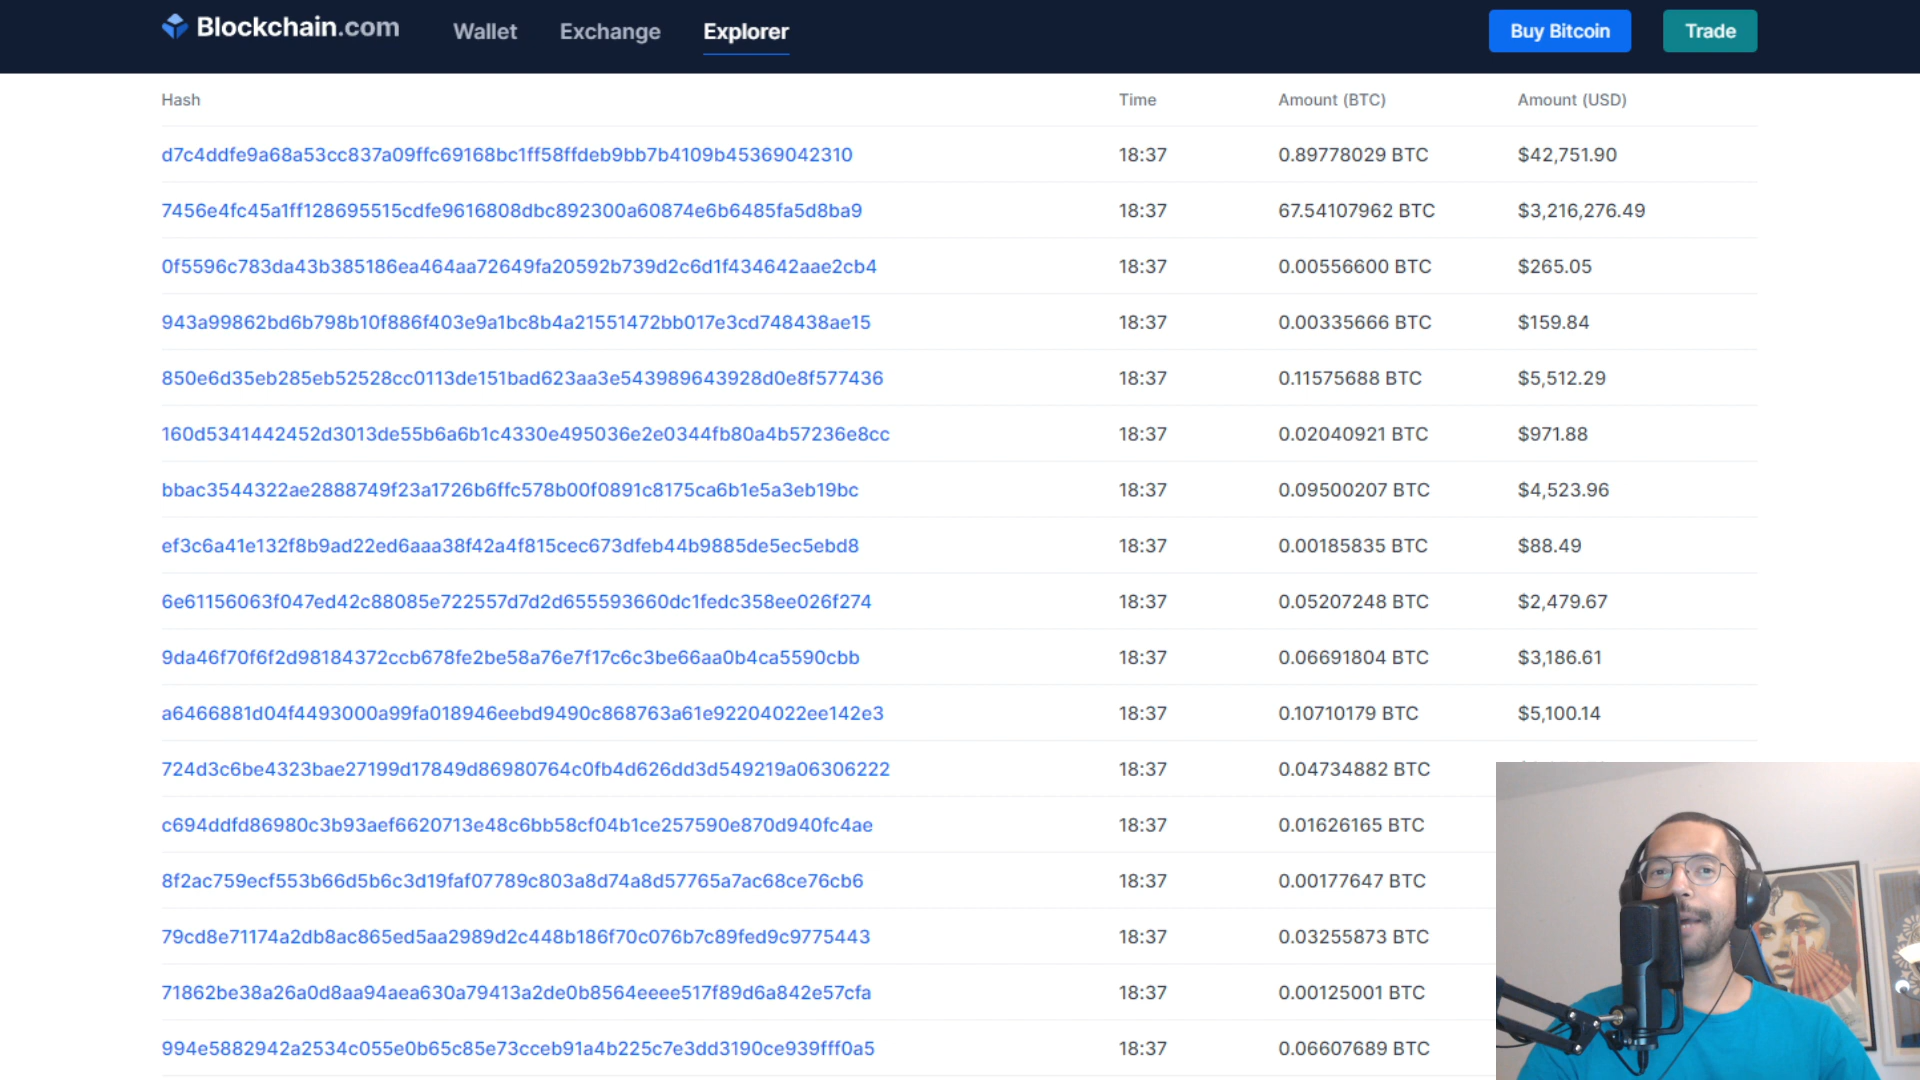 Blockchain.com Wallet Exchange Explorer Buy Bitcoin Trade
Hash Time Amount (BTC) Amount (USD)
d7c4ddfe9a68a53cc837a09ffc69168bc1ff58ffdeb9bb7b4109b45369042310 18:37 0.89778029 BTC $42,751.90
7456e4fc45a1ff128695515cdfe9616808dbc892300a60874e6b6485fa5d8ba9 18:37 67.54107962 BTC $3,216,276.49
0f5596c783da43b385186ea464aa72649fa20592b739d2c6d1f434642aae2cb4 18:37 0.00556600 BTC $265.05
943a99862bd6b798b10f886f403e9a1bc8b4a21551472bb017e3cd748438ae15 18:37 0.00335666 BTC $159.84
850e6d35eb285eb52528cc0113de151bad623aa3e543989643928d0e8f577436 18:37 0.11575688 BTC $5,512.29
160d5341442452d3013de55b6a6b1c4330e495036e2e0344fb80a4b57236e8cc 18:37 0.02040921 BTC $971.88
bbac3544322ae2888749f23a1726b6ffc578b00f0891c8175ca6b1e5a3eb19bc 18:37 0.09500207 BTC $4,523.96
ef3c6a41e132f8b9ad22ed6aaa38f42a4f815cec673dfeb44b9885de5ec5ebd8 18:37 0.00185835 BTC $88.49
6e61156063f047ed42c88085e722557d7d2d655593660dc1fedc358ee026f274 18:37 0.05207248 BTC $2,479.67
9da46f70f6f2d98184372ccb678fe2be58a76e7f17c6c3be66aa0b4ca5590cbb 18:37 0.06691804 BTC $3,186.61
a6466881d04f4493000a99fa018946eebd9490c868763a61e92204022ee142e3 18:37 0.10710179 BTC $5,100.14
724d3c6be4323bae27199d17849d86980764c0fb4d626dd3d549219a06306222 18:37 0.04734882 BTC
c694ddfd86980c3b93aef6620713e48c6bb58cf04b1ce257590e870d940fc4ae 18:37 0.01626165 BTC
8f2ac759ecf553b66d5b6c3d19faf07789c803a8d74a8d57765a7ac68ce76cb6 18:37 0.00177647 BTC
79cd8e71174a2db8ac865ed5aa2989d2c448b186f70c076b7c89fed9c9775443 18:37 0.03255873 BTC
71862be38a26a0d8aa94aea630a79413a2de0b8564eeee517f89d6a842e57cfa 18:37 0.00125001 BTC
994e5882942a2534c055e0b65c85e73cceb91a4b225c7e3dd3190ce939fff0a5 18:37 0.06607689 BTC